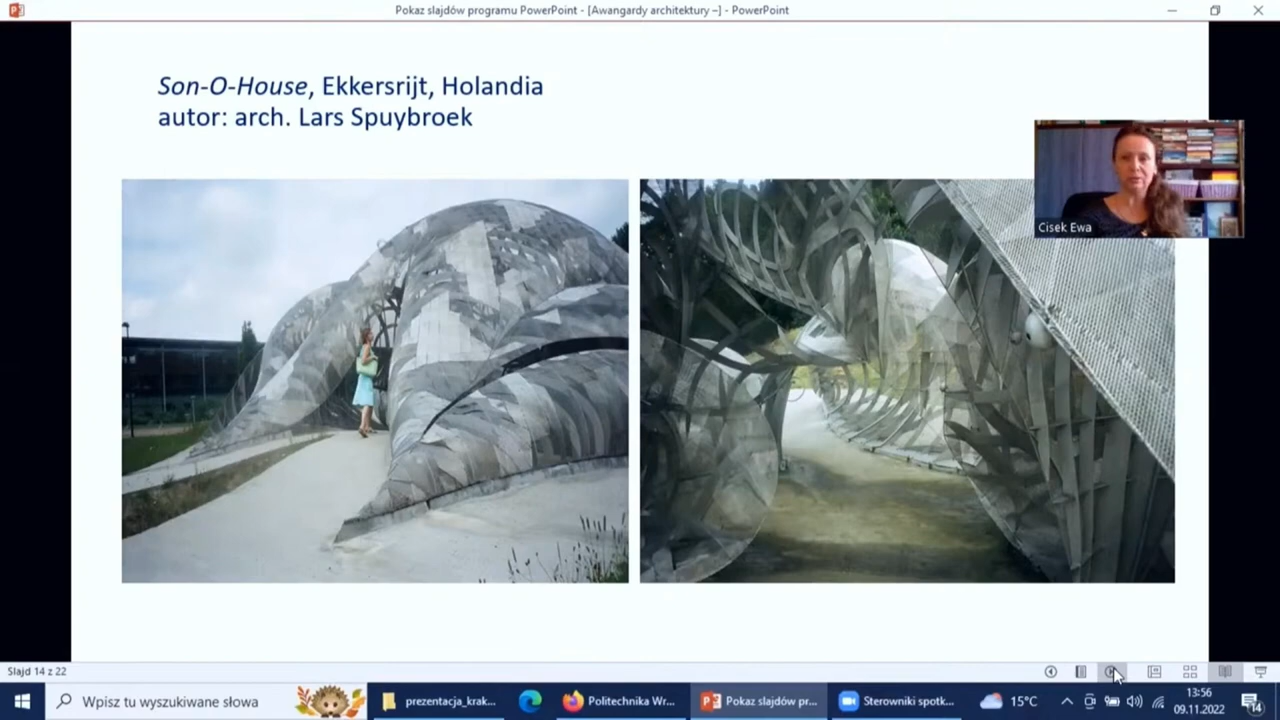 Pokaz slajdów programu PowerPoint - [Awangardy architektury –] - PowerPoint
Son-O-House, Ekkersrijt, Holandia
autor: arch. Lars Spuybroek
Cisek Ewa
Slajd 14 z 22
Wpisz tu wyszukiwane słowa
prezentacja_krak...
Politechnika Wr...
Pokaz slajdów pr...
Sterowniki spotk...
15°C
13:56
09.11.2022
14